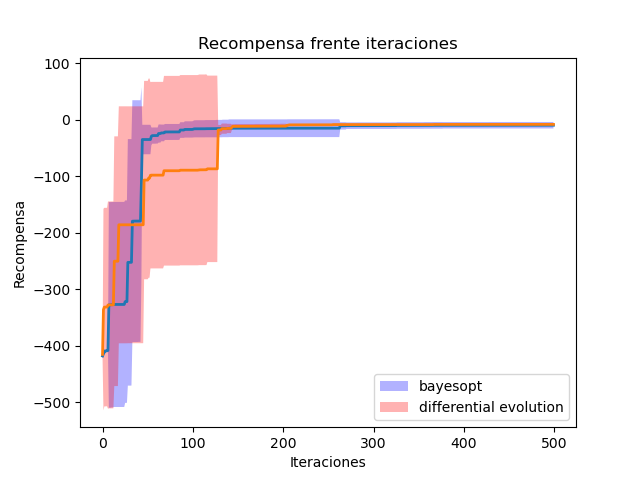 Recompensa frente iteraciones
100
0
−100
−200
−300
−400
−500
Recompensa
0
100
200
300
400
500
Iteraciones
bayesopt
differential evolution